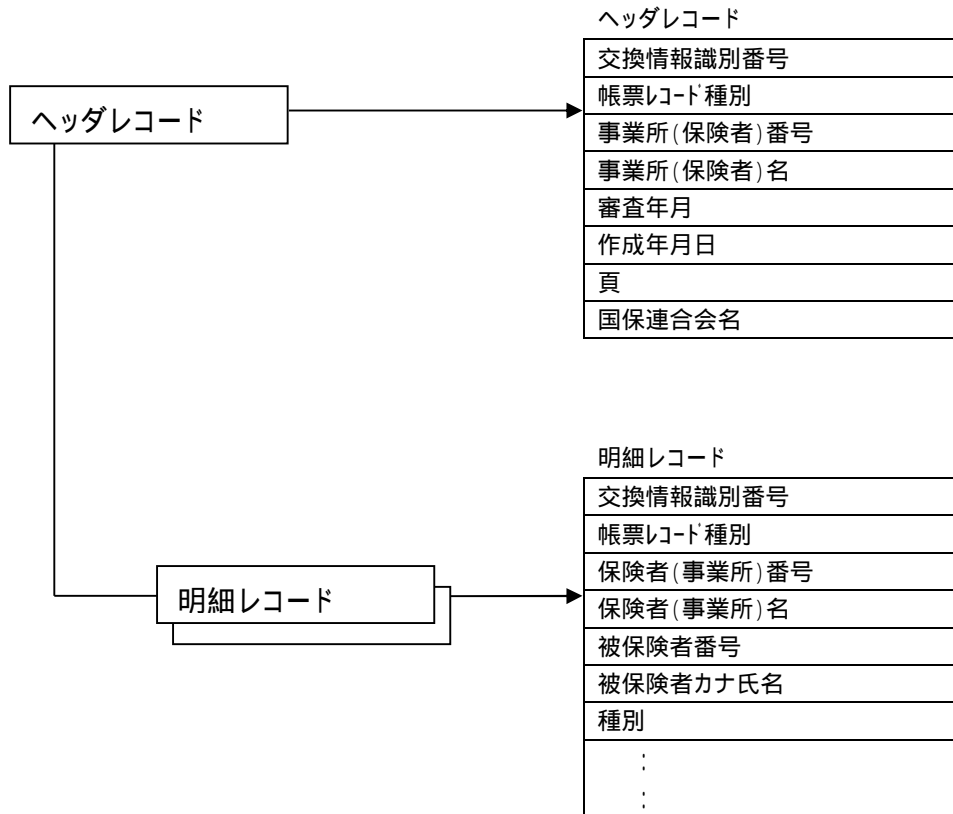 ヘッダレコード
ヘッダレコード
交換情報識別番号
帳票ﾚｺｰﾄﾞ種別
事業所(保険者)番号
事業所(保険者)名
審査年月
作成年月日
頁
国保連合会名
明細レコード
明細レコード
交換情報識別番号
帳票ﾚｺｰﾄﾞ種別
保険者(事業所)番号
保険者(事業所)名
被保険者番号
被保険者カナ氏名
種別
:
: